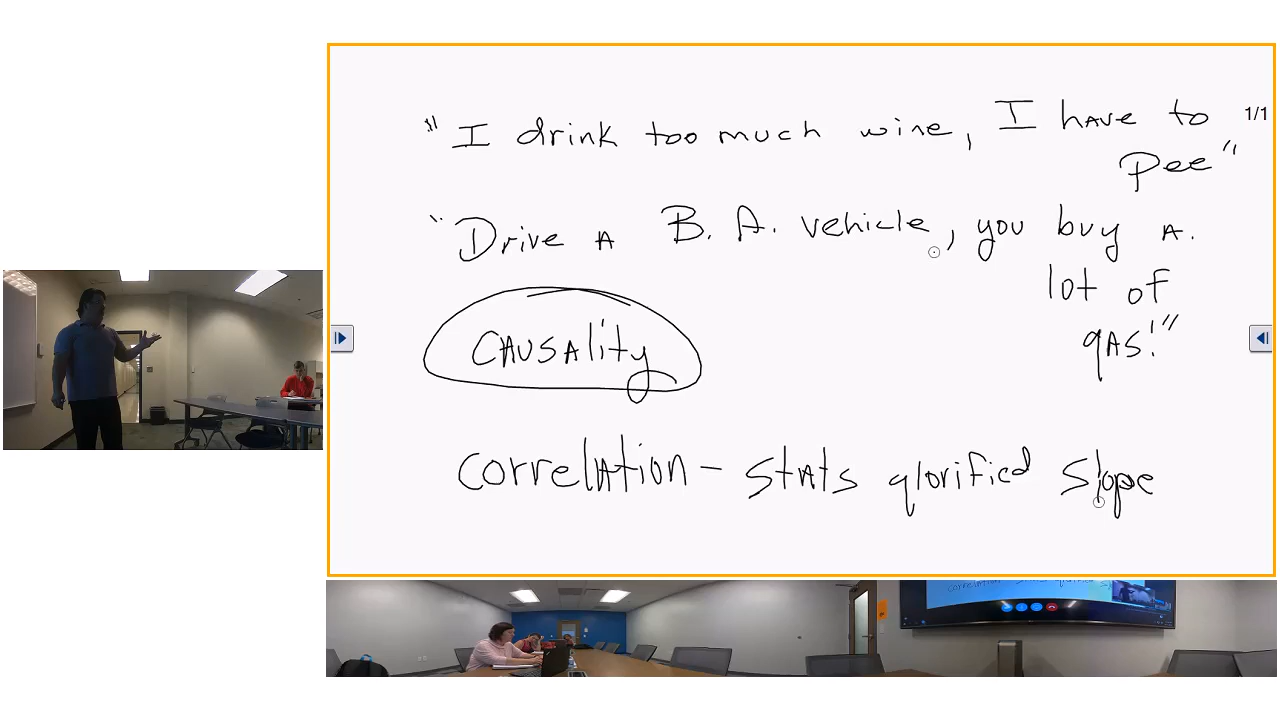 "I drink too much wine, I have to
1/1
pee"
"Drive A B. A. vehicle, you buy A.
lot of
gAS!"
CAUSAlity
correlAtion - stAts glorified slope
correlation